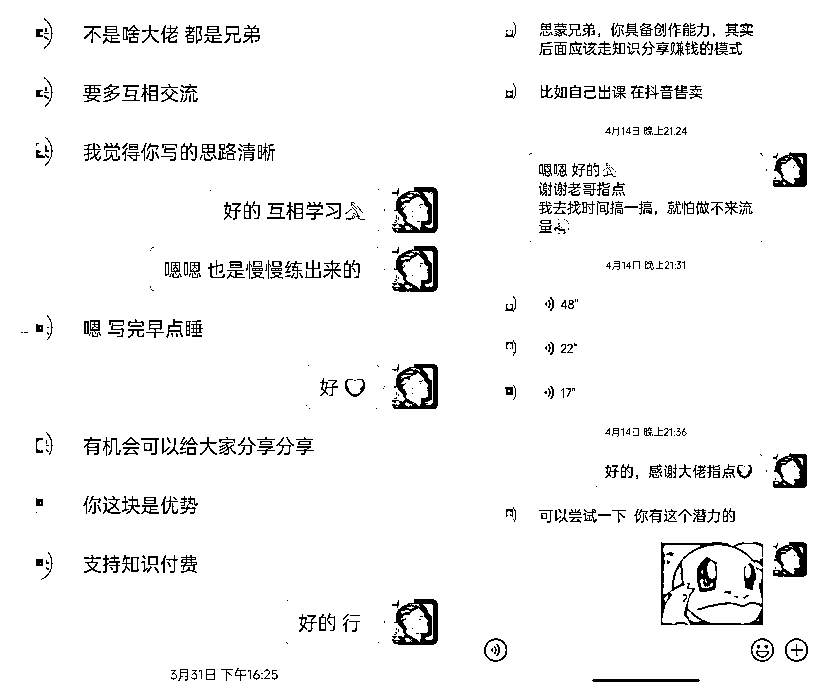 不是啥大佬 都是兄弟
要多互相交流
我觉得你写的思路清晰
好的 互相学习
嗯嗯 也是慢慢练出来的
嗯 写完早点睡
好
有机会可以给大家分享分享
你这块是优势
支持知识付费
好的 行
3月31日 下午16:25
思蒙兄弟，你具备创作能力，其实
后面应该走知识分享赚钱的模式
比如自己出课 在抖音售卖
4月14日 晚上21:24
嗯嗯 好的
谢谢老哥指点
我去找时间搞一搞，就怕做不来流
量
4月14日 晚上21:31
48"
22"
17"
4月14日 晚上21:36
好的，感谢大佬指点
可以尝试一下 你有这个潜力的